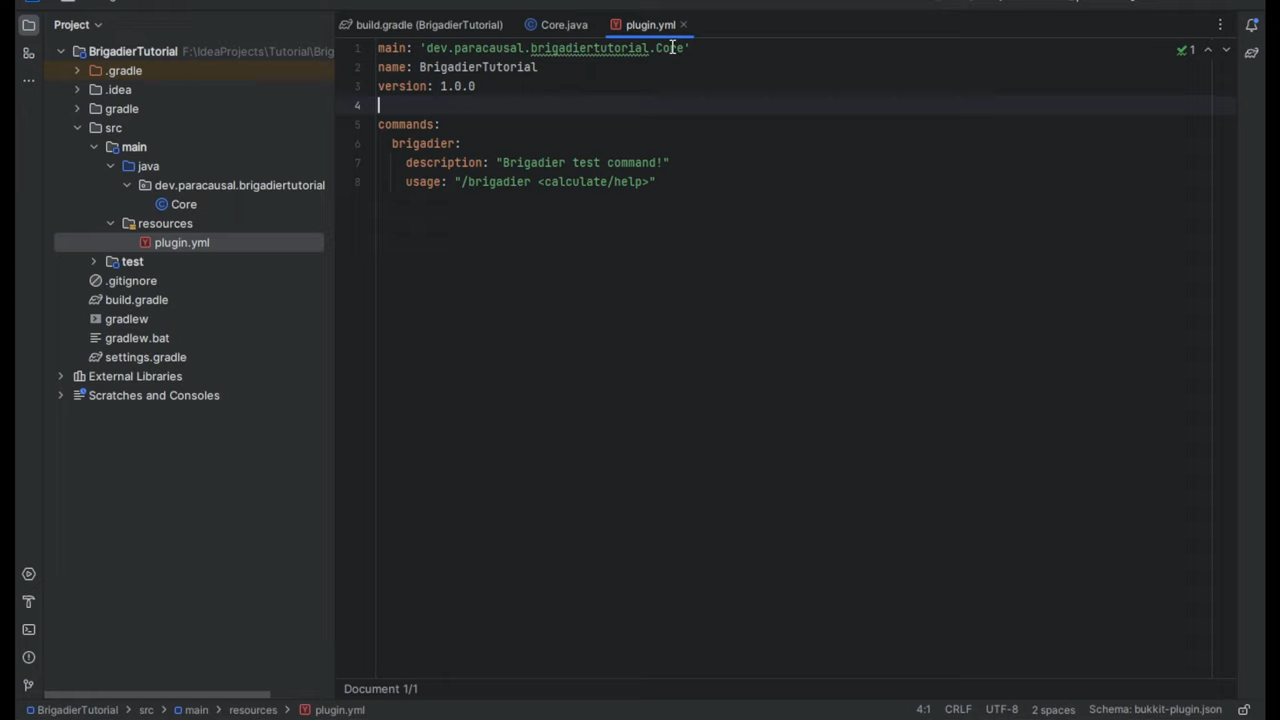 Project
build.gradle (BrigadierTutorial)
Core.java
plugin.yml
BrigadierTutorial F:\IdeaProjects\Tutorial\Brig
.gradle
.idea
gradle
src
main
java
dev.paracausal.brigadiertutorial
Core
resources
plugin.yml
test
.gitignore
build.gradle
gradlew
gradlew.bat
settings.gradle
External Libraries
Scratches and Consoles
1 main: 'dev.paracausal.brigadiertutorial.Core'
2 name: BrigadierTutorial
3 version: 1.0.0
4
5 commands:
6 brigadier:
7 description: "Brigadier test command!"
8 usage: "/brigadier <calculate/help>"
1
Document 1/1
BrigadierTutorial > src > main > resources > plugin.yml
4:1 CRLF UTF-8 2 spaces Schema: bukkit-plugin.json